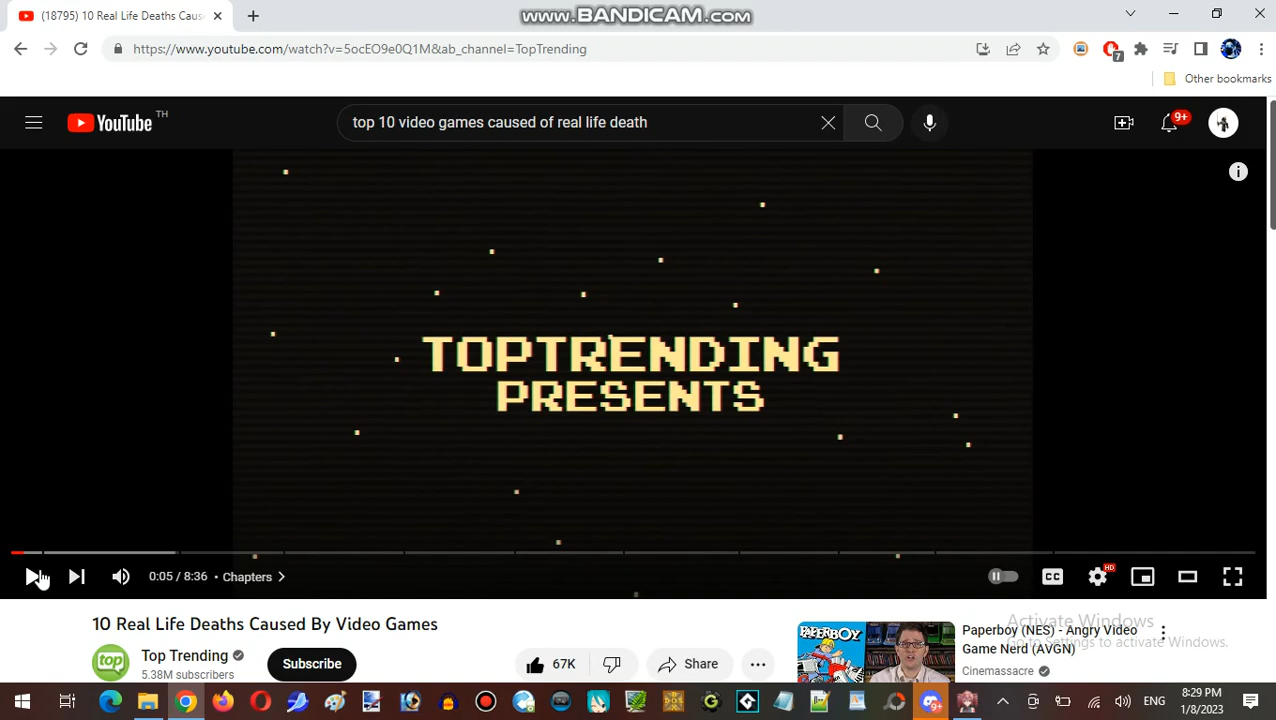 www.BANDICAM.com
(18795) 10 Real Life Deaths Caus
https://www.youtube.com/watch?v=5ocEO9e0Q1M&ab_channel=TopTrending
7
Other bookmarks
YouTube TH
top 10 video games caused of real life death
9+
TOPTRENDING
PRESENTS
0:05 / 8:36 • Chapters
CC
HD
10 Real Life Deaths Caused By Video Games
top
Top Trending
5.38M subscribers
Subscribe
67K
Share
PAPERBOY
Paperboy (NES) - Angry Video
Game Nerd (AVGN)
Cinemassacre
Activate Windows
Go to Settings to activate Windows.
ENG
8:29 PM
1/8/2023